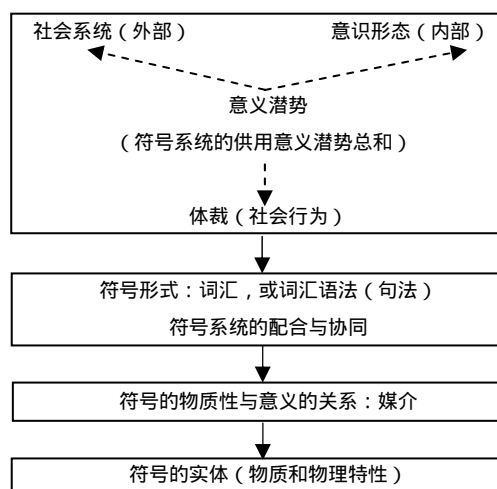 社会系统（外部） 意识形态（内部）
意义潜势
（符号系统的供用意义潜势总和）
体裁（社会行为）
符号形式：词汇，或词汇语法（句法）
符号系统的配合与协同
符号的物质性与意义的关系：媒介
符号的实体（物质和物理特性）